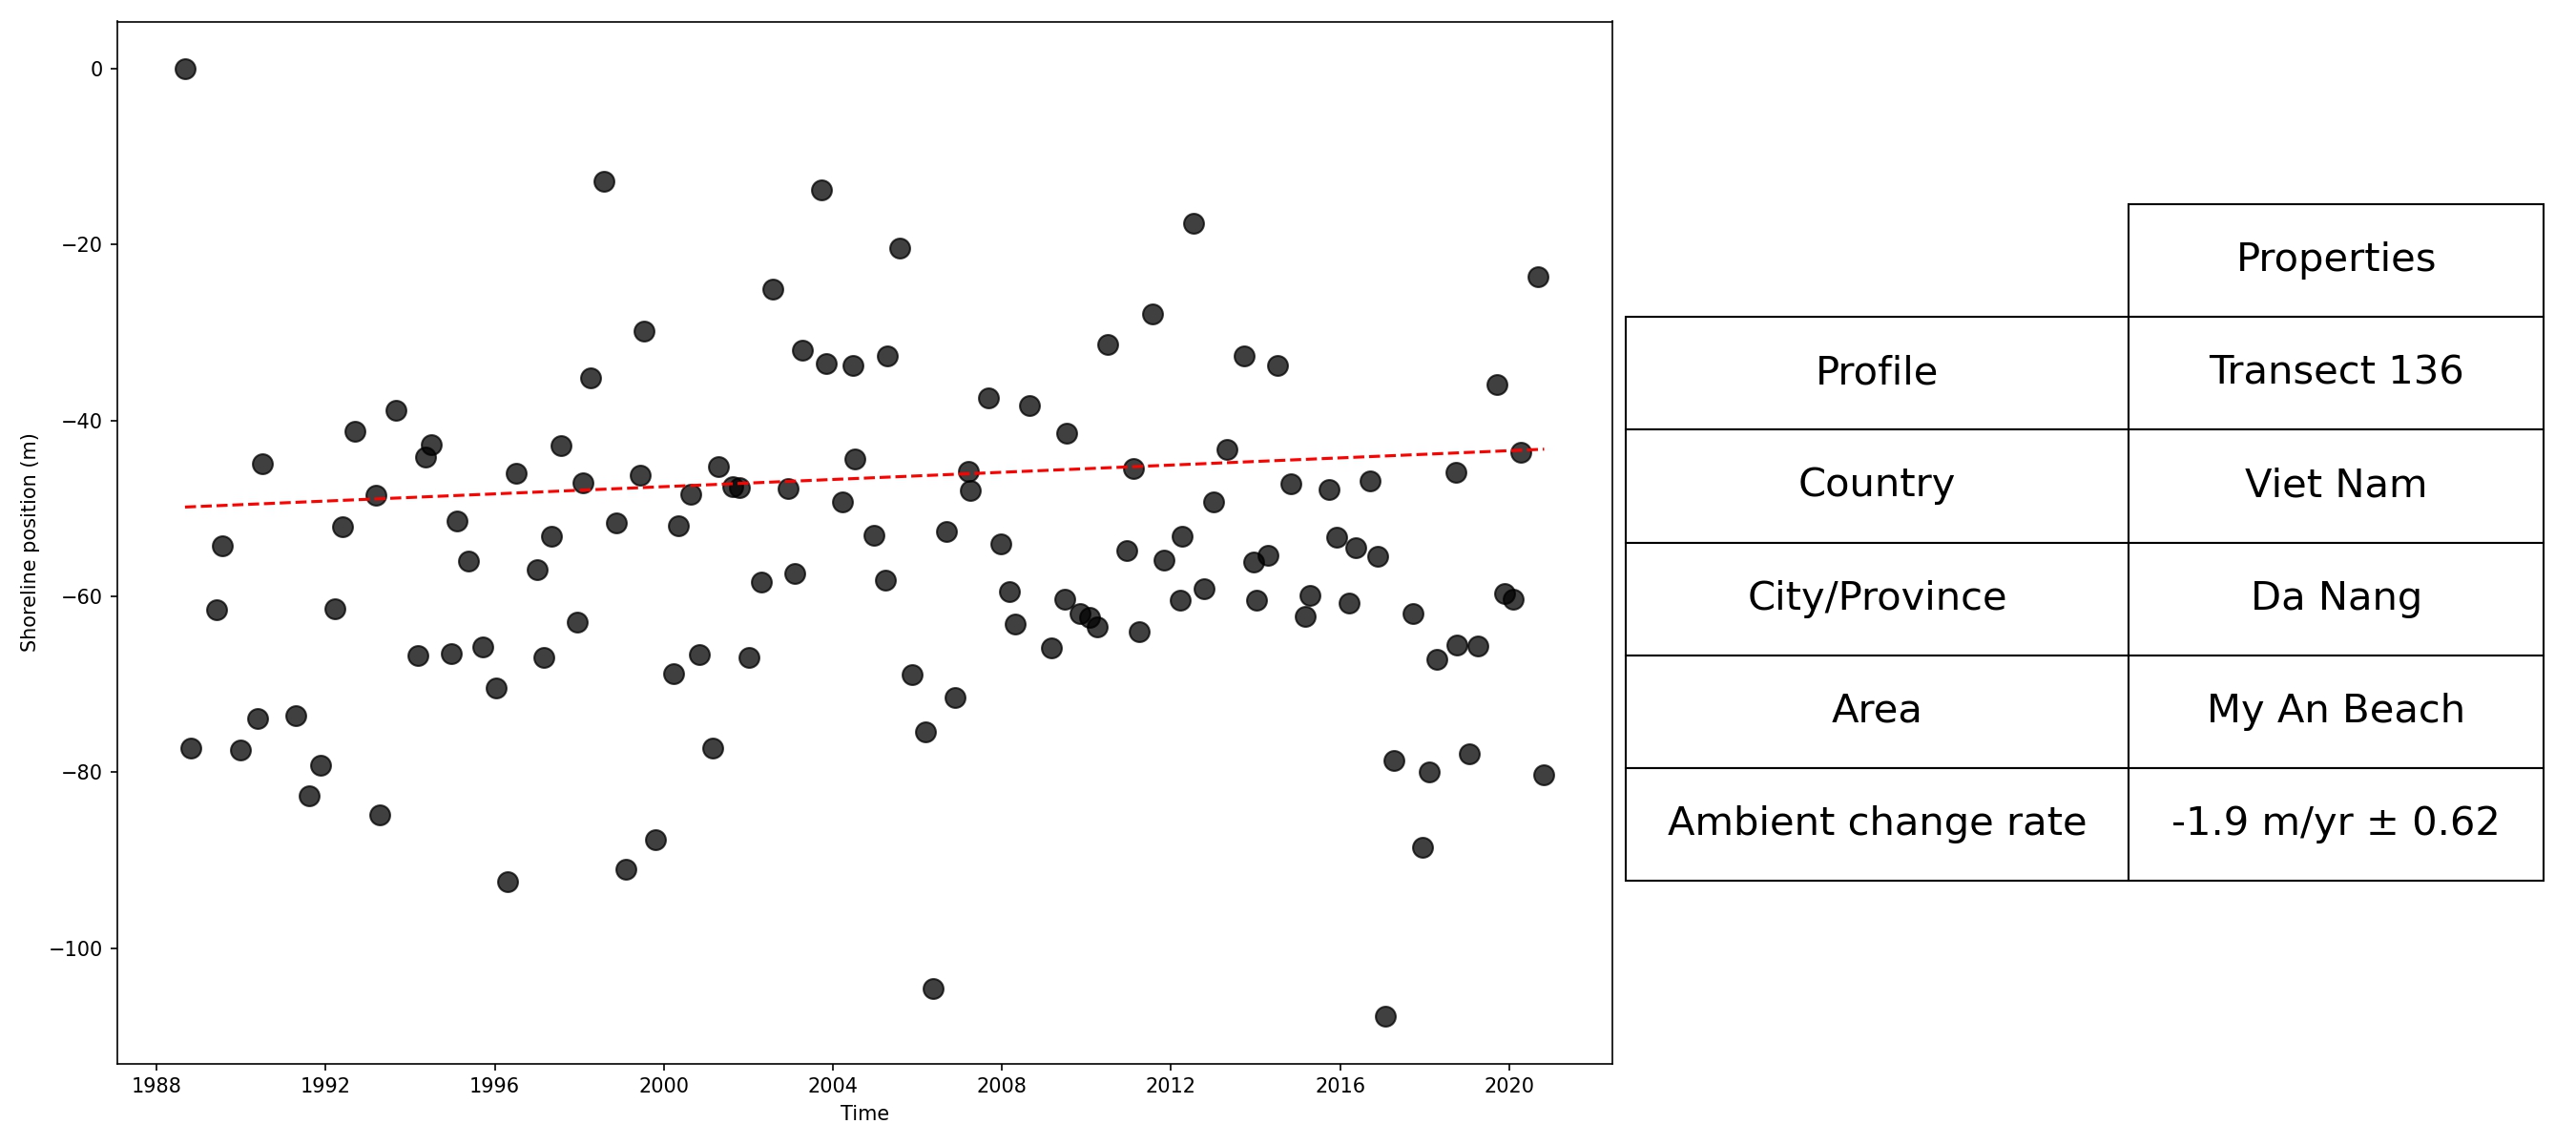 0
−20
−40
−60
−80
−100
Shoreline position (m)
1988 1992 1996 2000 2004 2008 2012 2016 2020
Time
Properties
Profile Transect 136
Country Viet Nam
City/Province Da Nang
Area My An Beach
Ambient change rate -1.9 m/yr ± 0.62